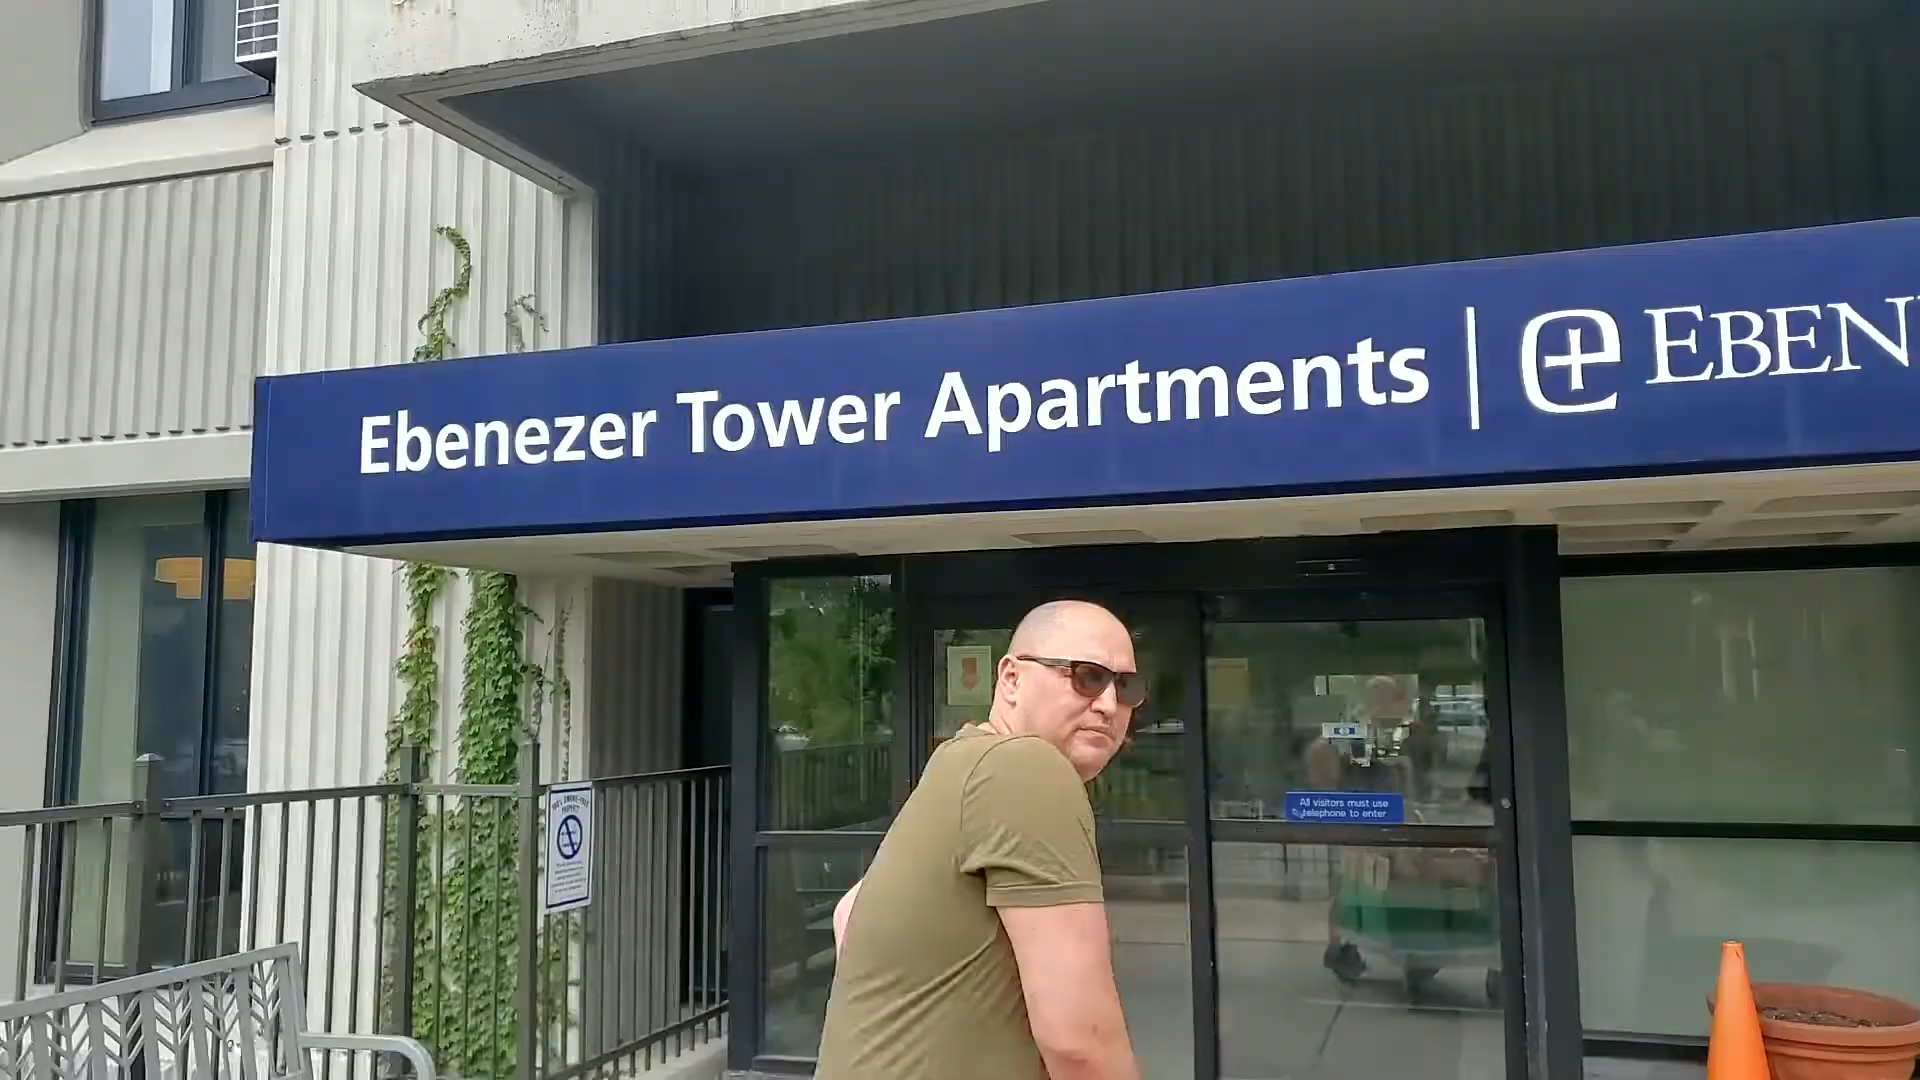 Ebenezer Tower Apartments | EBEN
All visitors must use
telephone to enter